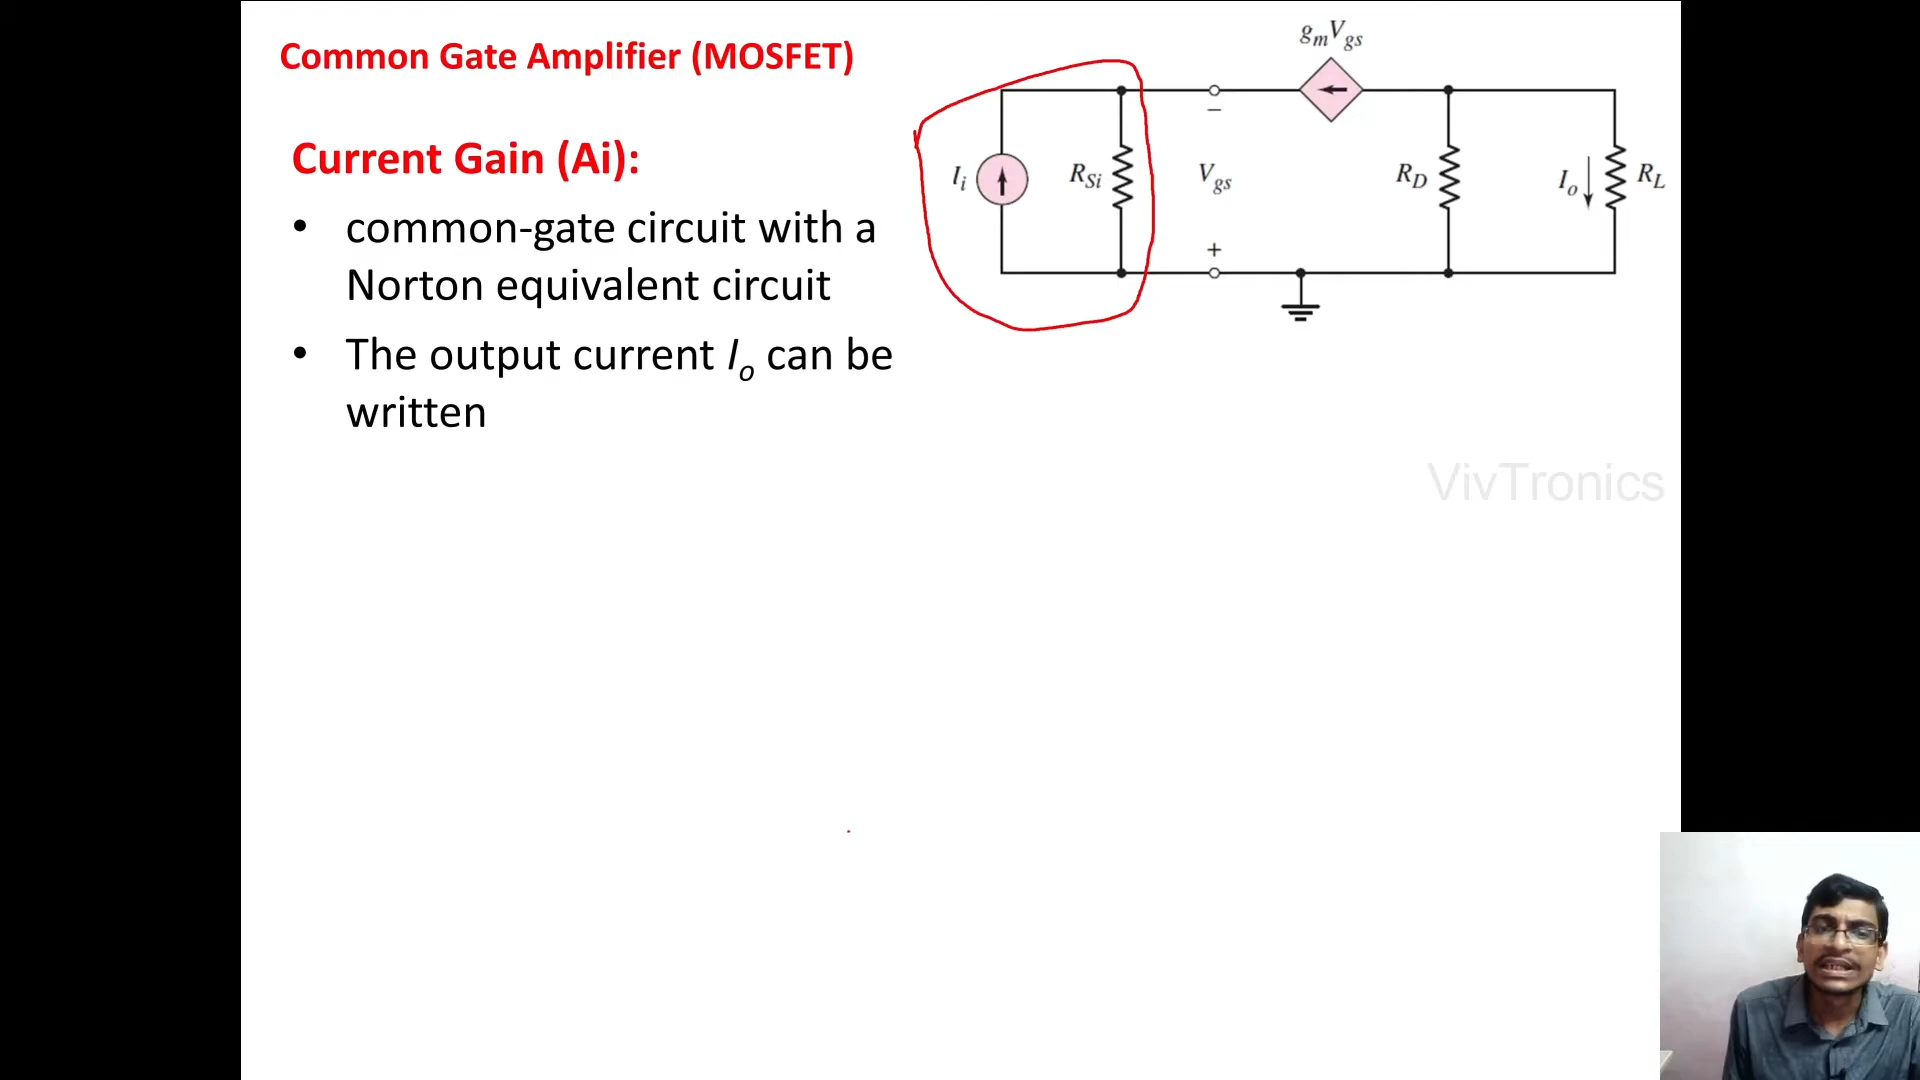 Common Gate Amplifier (MOSFET)
Current Gain (Ai):
• common-gate circuit with a
Norton equivalent circuit
• The output current Io can be
written
gmVgs
Ii
RSi
−
Vgs
+
RD
Io
RL
VivTronics